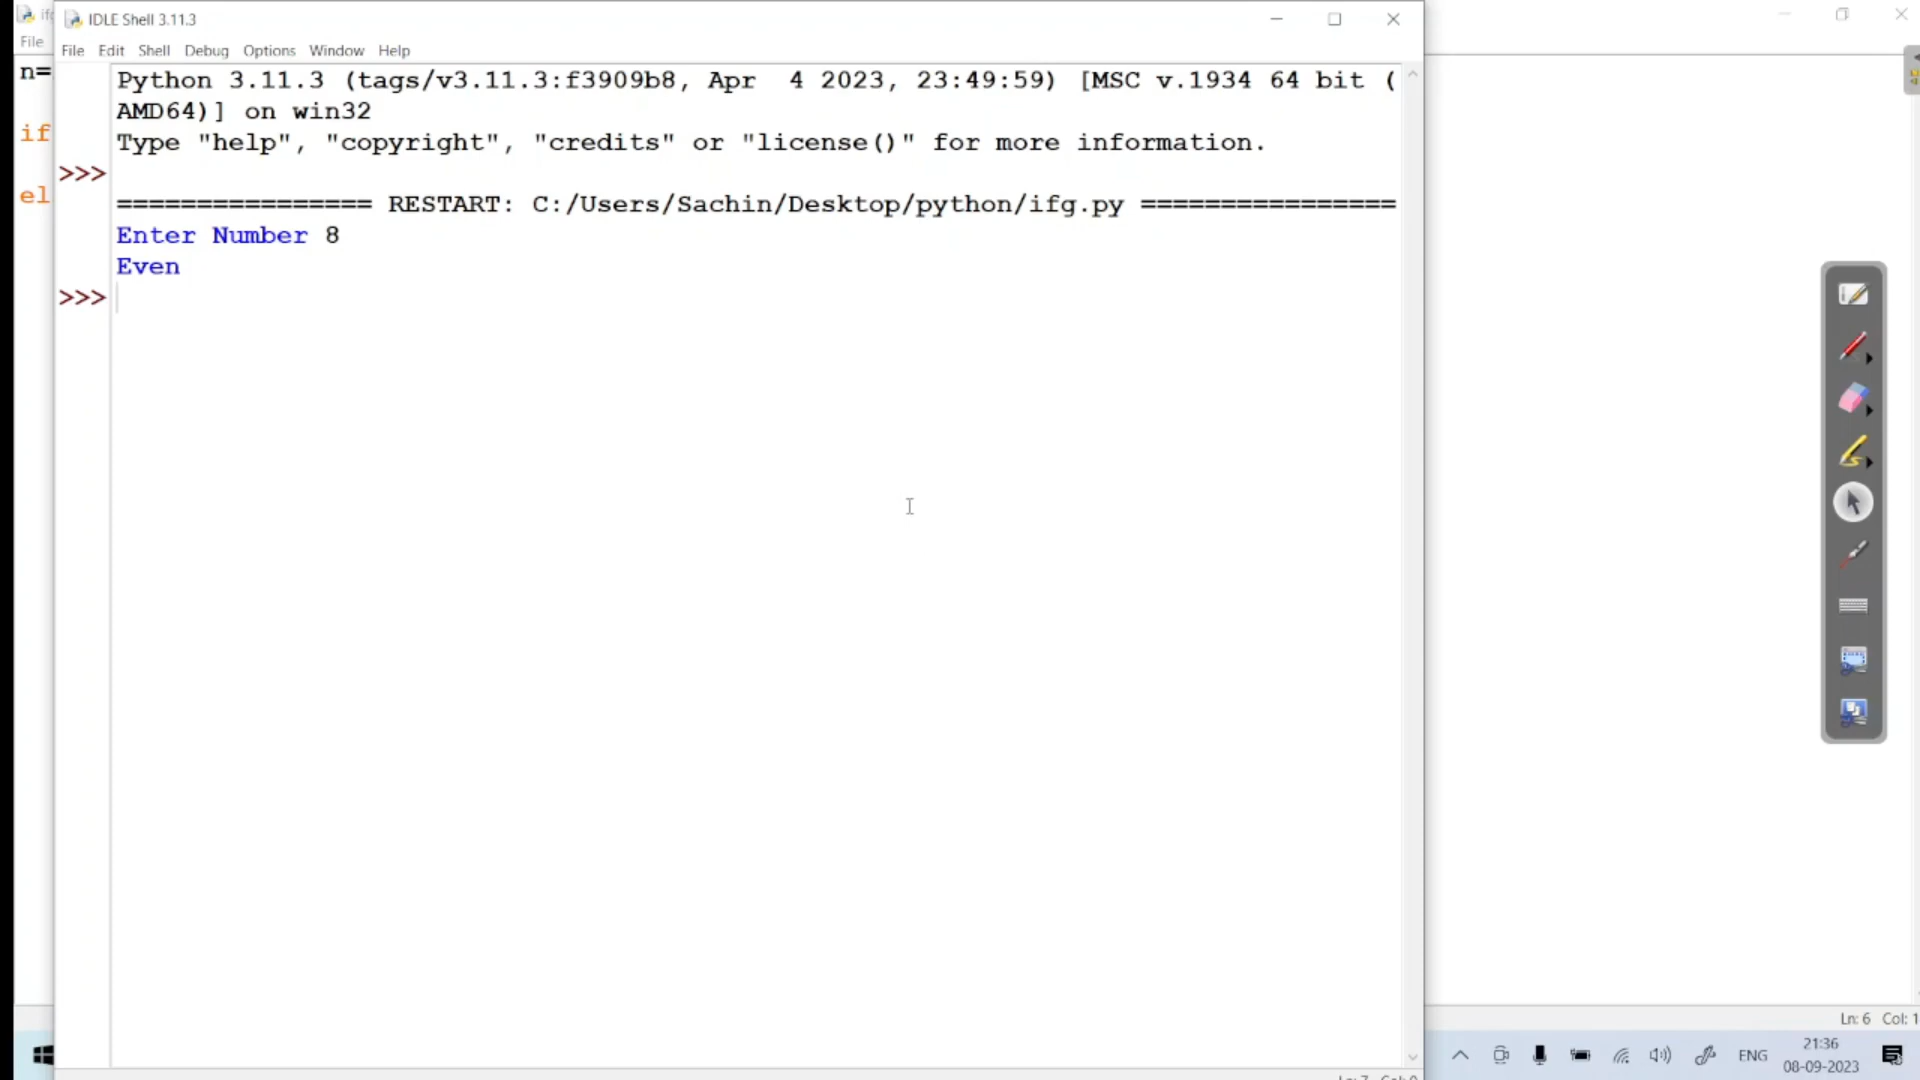 if
IDLE Shell 3.11.3
File
File Edit Shell Debug Options Window Help
n=
if
el
Python 3.11.3 (tags/v3.11.3:f3909b8, Apr  4 2023, 23:49:59) [MSC v.1934 64 bit (
AMD64)] on win32
Type "help", "copyright", "credits" or "license()" for more information.
>>>
================ RESTART: C:/Users/Sachin/Desktop/python/ifg.py ================
Enter Number 8
Even
>>>
Ln: 6 Col: 1
ENG
21:36
08-09-2023